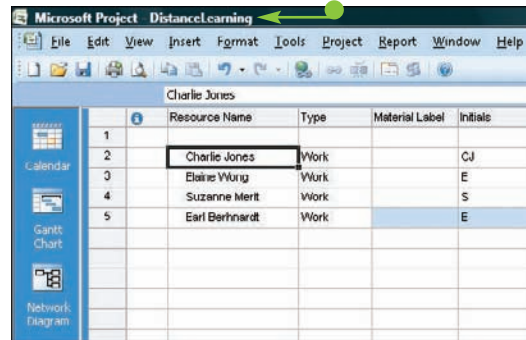 Microsoft Project - DistanceLearning
File Edit View Insert Format Tools Project Report Window Help
Charlie Jones
Resource Name Type Material Label Initials
1
2 Charlie Jones Work CJ
3 Elaine Wong Work E
4 Suzanne Merit Work S
5 Earl Berhnardt Work E
Calendar
Gantt
Chart
Network
Diagram